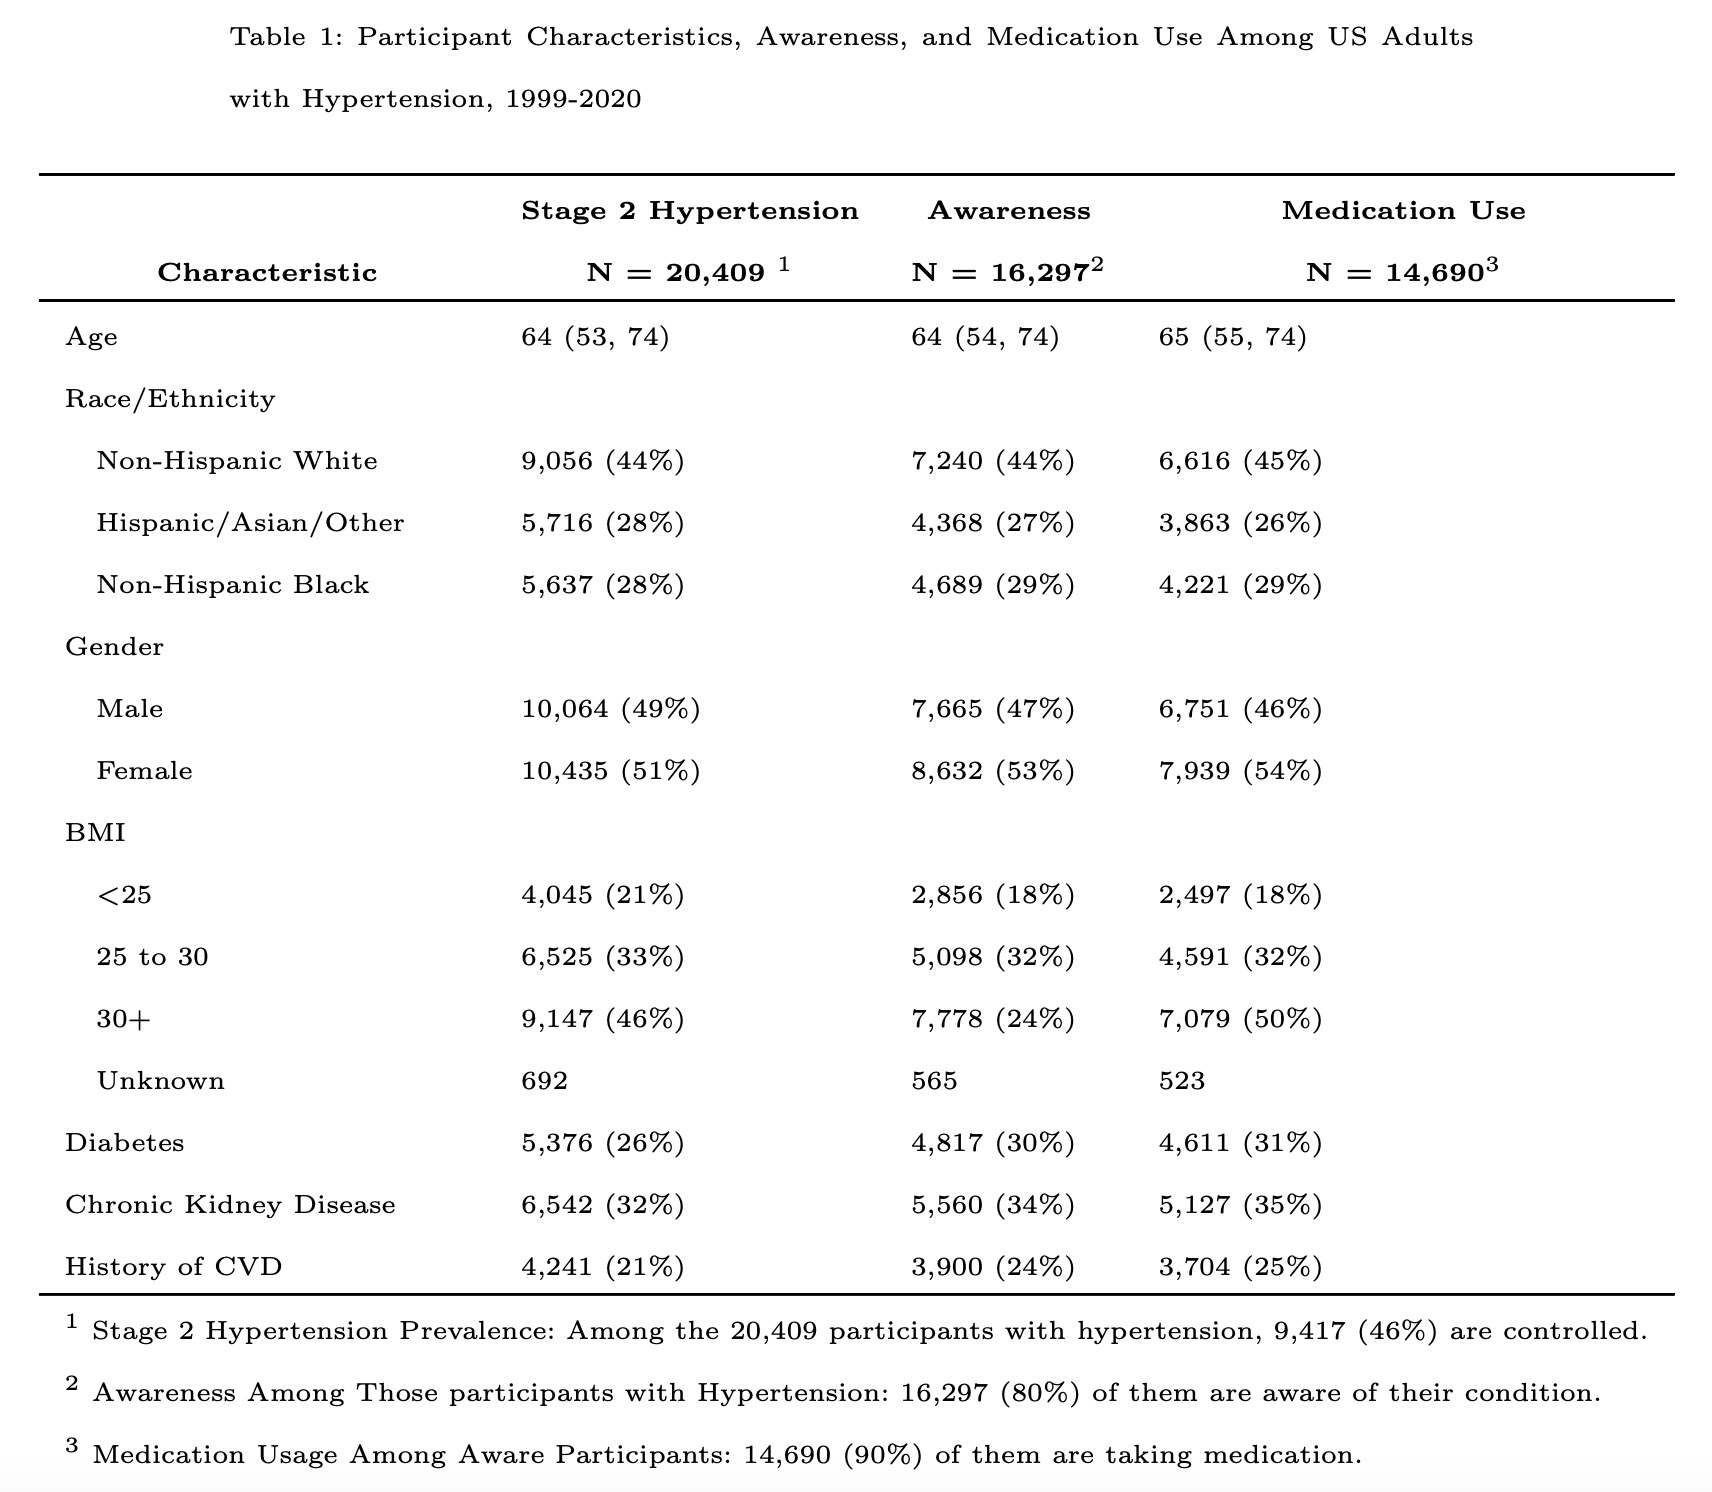 Table 1: Participant Characteristics, Awareness, and Medication Use Among US Adults
with Hypertension, 1999-2020
Stage 2 Hypertension Awareness Medication Use
Characteristic N = 20,409 ¹ N = 16,297² N = 14,690³
Age 64 (53, 74) 64 (54, 74) 65 (55, 74)
Race/Ethnicity
Non-Hispanic White 9,056 (44%) 7,240 (44%) 6,616 (45%)
Hispanic/Asian/Other 5,716 (28%) 4,368 (27%) 3,863 (26%)
Non-Hispanic Black 5,637 (28%) 4,689 (29%) 4,221 (29%)
Gender
Male 10,064 (49%) 7,665 (47%) 6,751 (46%)
Female 10,435 (51%) 8,632 (53%) 7,939 (54%)
BMI
<25 4,045 (21%) 2,856 (18%) 2,497 (18%)
25 to 30 6,525 (33%) 5,098 (32%) 4,591 (32%)
30+ 9,147 (46%) 7,778 (24%) 7,079 (50%)
Unknown 692 565 523
Diabetes 5,376 (26%) 4,817 (30%) 4,611 (31%)
Chronic Kidney Disease 6,542 (32%) 5,560 (34%) 5,127 (35%)
History of CVD 4,241 (21%) 3,900 (24%) 3,704 (25%)
¹ Stage 2 Hypertension Prevalence: Among the 20,409 participants with hypertension, 9,417 (46%) are controlled.
² Awareness Among Those participants with Hypertension: 16,297 (80%) of them are aware of their condition.
³ Medication Usage Among Aware Participants: 14,690 (90%) of them are taking medication.